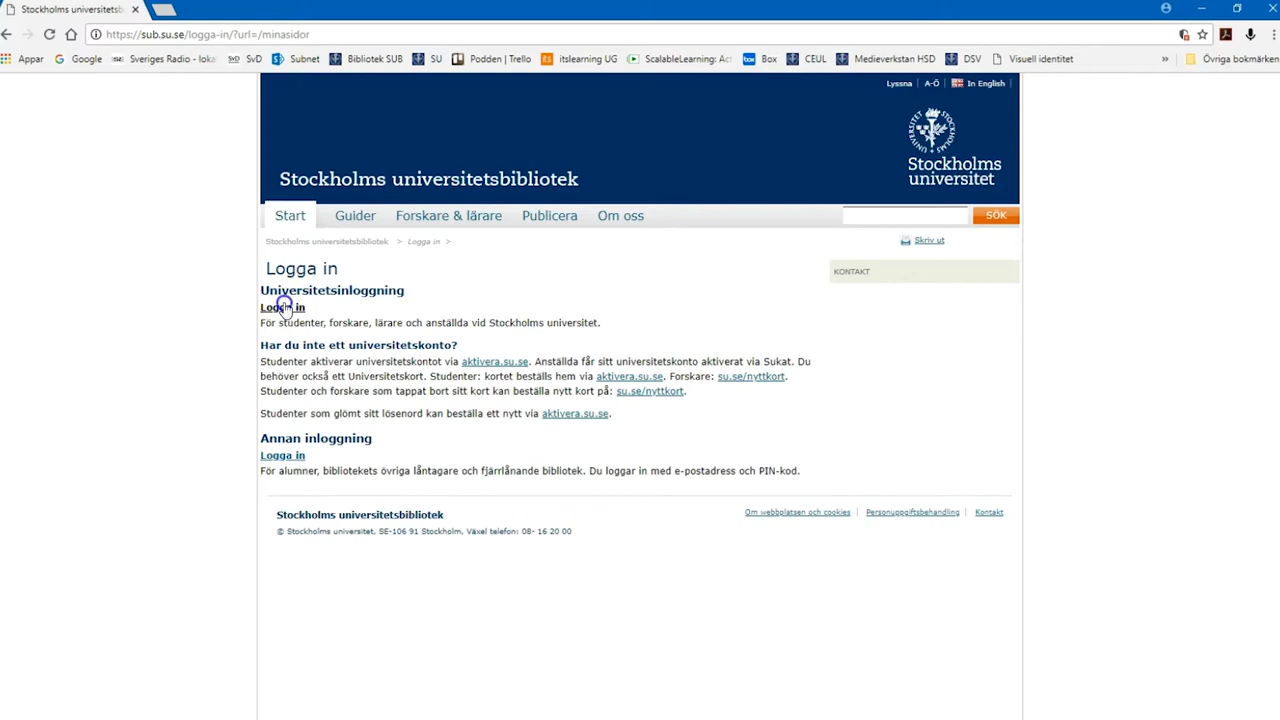 Stockholms universitetsb
https://sub.su.se/logga-in/?url=/minasidor
Appar Google Sveriges Radio - loka SvD Subnet Bibliotek SUB SU Podden | Trello itslearning UG ScalableLearning: Act Box CEUL Medieverkstan HSD DSV Visuell identitet » Övriga bokmärken
Lyssna A-Ö In English
Stockholms universitetsbibliotek
Stockholms
universitet
Start Guider Forskare & lärare Publicera Om oss SÖK
Stockholms universitetsbibliotek > Logga in >
Skriv ut
Logga in
KONTAKT
Universitetsinloggning
Logga in
För studenter, forskare, lärare och anställda vid Stockholms universitet.
Har du inte ett universitetskonto?
Studenter aktiverar universitetskontot via aktivera.su.se. Anställda får sitt universitetskonto aktiverat via Sukat. Du
behöver också ett Universitetskort. Studenter: kortet beställs hem via aktivera.su.se. Forskare: su.se/nyttkort.
Studenter och forskare som tappat bort sitt kort kan beställa nytt kort på: su.se/nyttkort.
Studenter som glömt sitt lösenord kan beställa ett nytt via aktivera.su.se.
Annan inloggning
Logga in
För alumner, bibliotekets övriga låntagare och fjärrlånande bibliotek. Du loggar in med e-postadress och PIN-kod.
Stockholms universitetsbibliotek
Om webbplatsen och cookies Personuppgiftsbehandling Kontakt
© Stockholms universitet, SE-106 91 Stockholm, Växel telefon: 08- 16 20 00